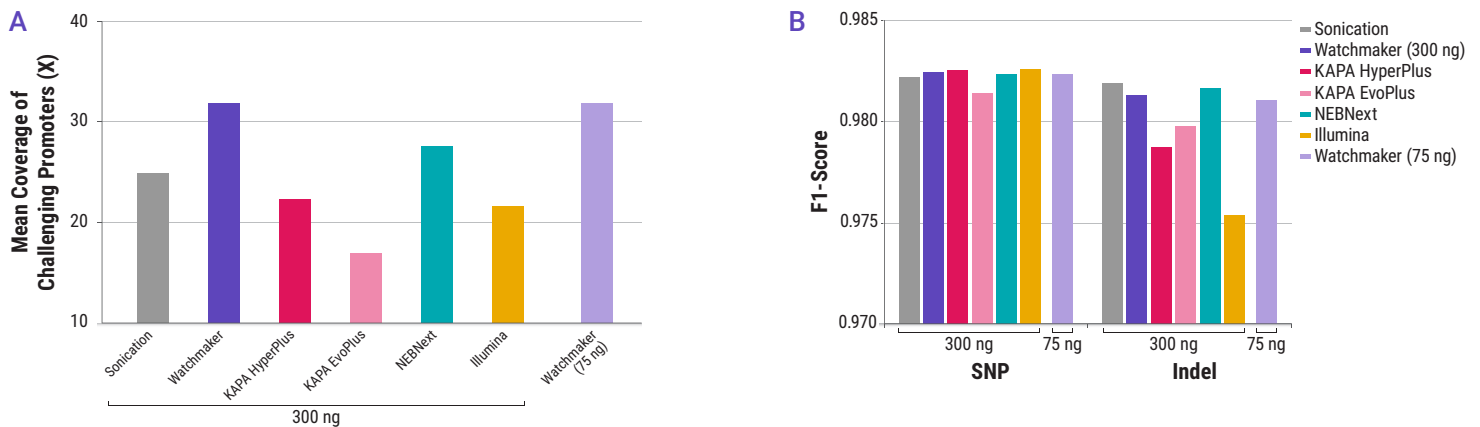 A
Mean Coverage of
Challenging Promoters (X)
40
30
20
10
Sonication
Watchmaker
KAPA HyperPlus
KAPA EvoPlus
NEBNext
Illumina
Watchmaker
(75 ng)
300 ng
B
F1-Score
0.985
0.980
0.975
0.970
300 ng
75 ng
300 ng
75 ng
SNP
Indel
Sonication
Watchmaker (300 ng)
KAPA HyperPlus
KAPA EvoPlus
NEBNext
Illumina
Watchmaker (75 ng)